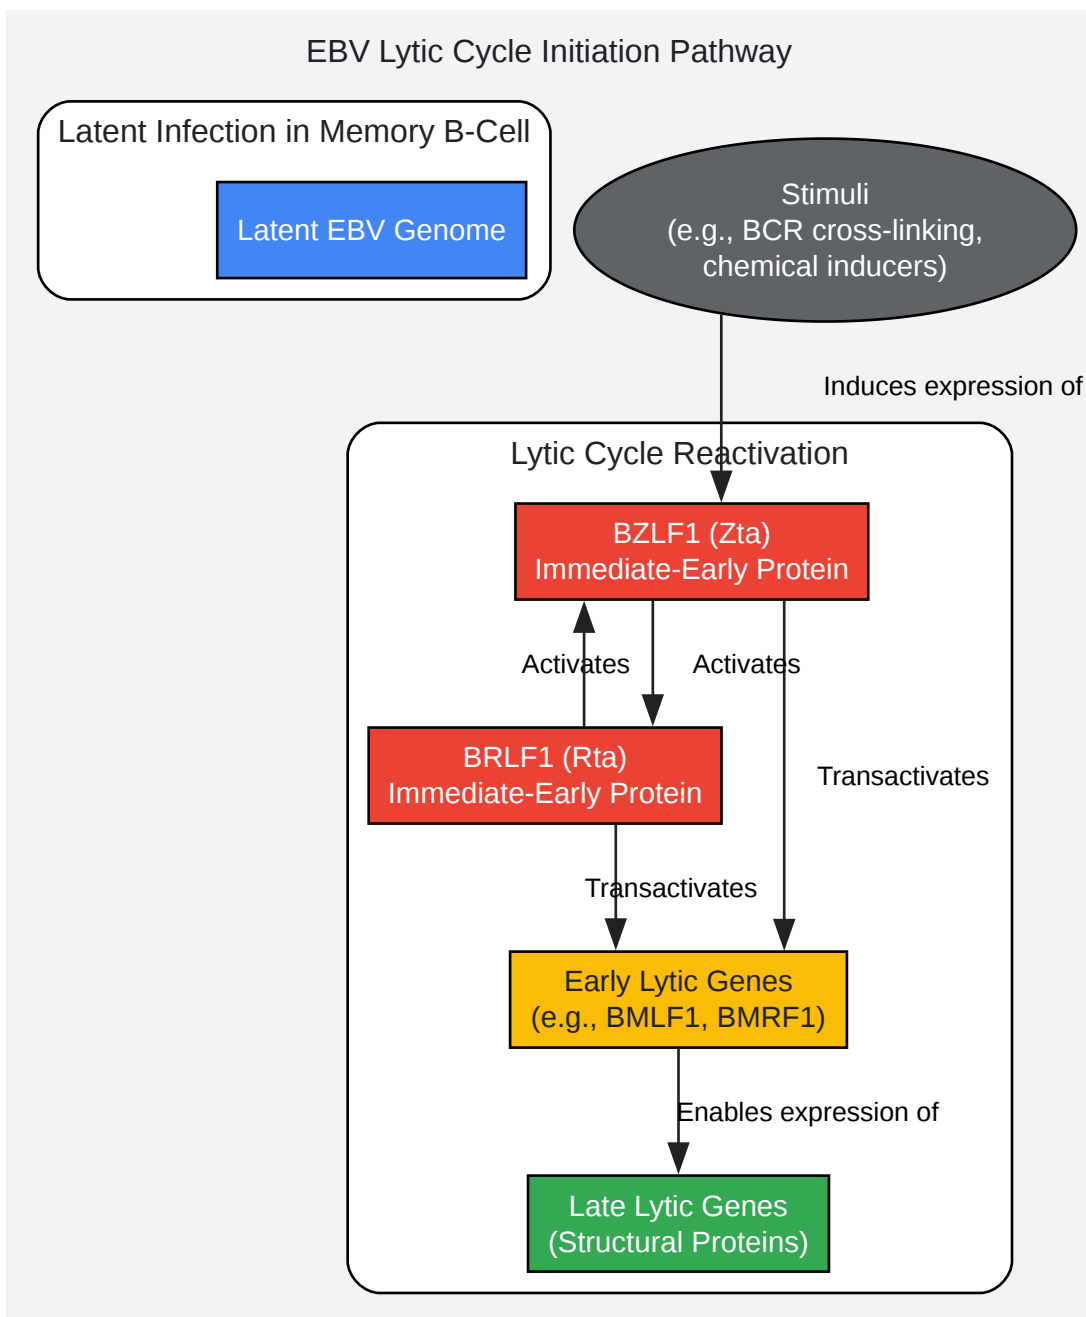 EBV Lytic Cycle Initiation Pathway
Latent Infection in Memory B-Cell
Latent EBV Genome
Stimuli
(e.g., BCR cross-linking,
chemical inducers)
Induces expression of
Lytic Cycle Reactivation
BZLF1 (Zta)
Immediate-Early Protein
Activates
Activates
BRLF1 (Rta)
Immediate-Early Protein
Transactivates
Transactivates
Early Lytic Genes
(e.g., BMLF1, BMRF1)
Enables expression of
Late Lytic Genes
(Structural Proteins)